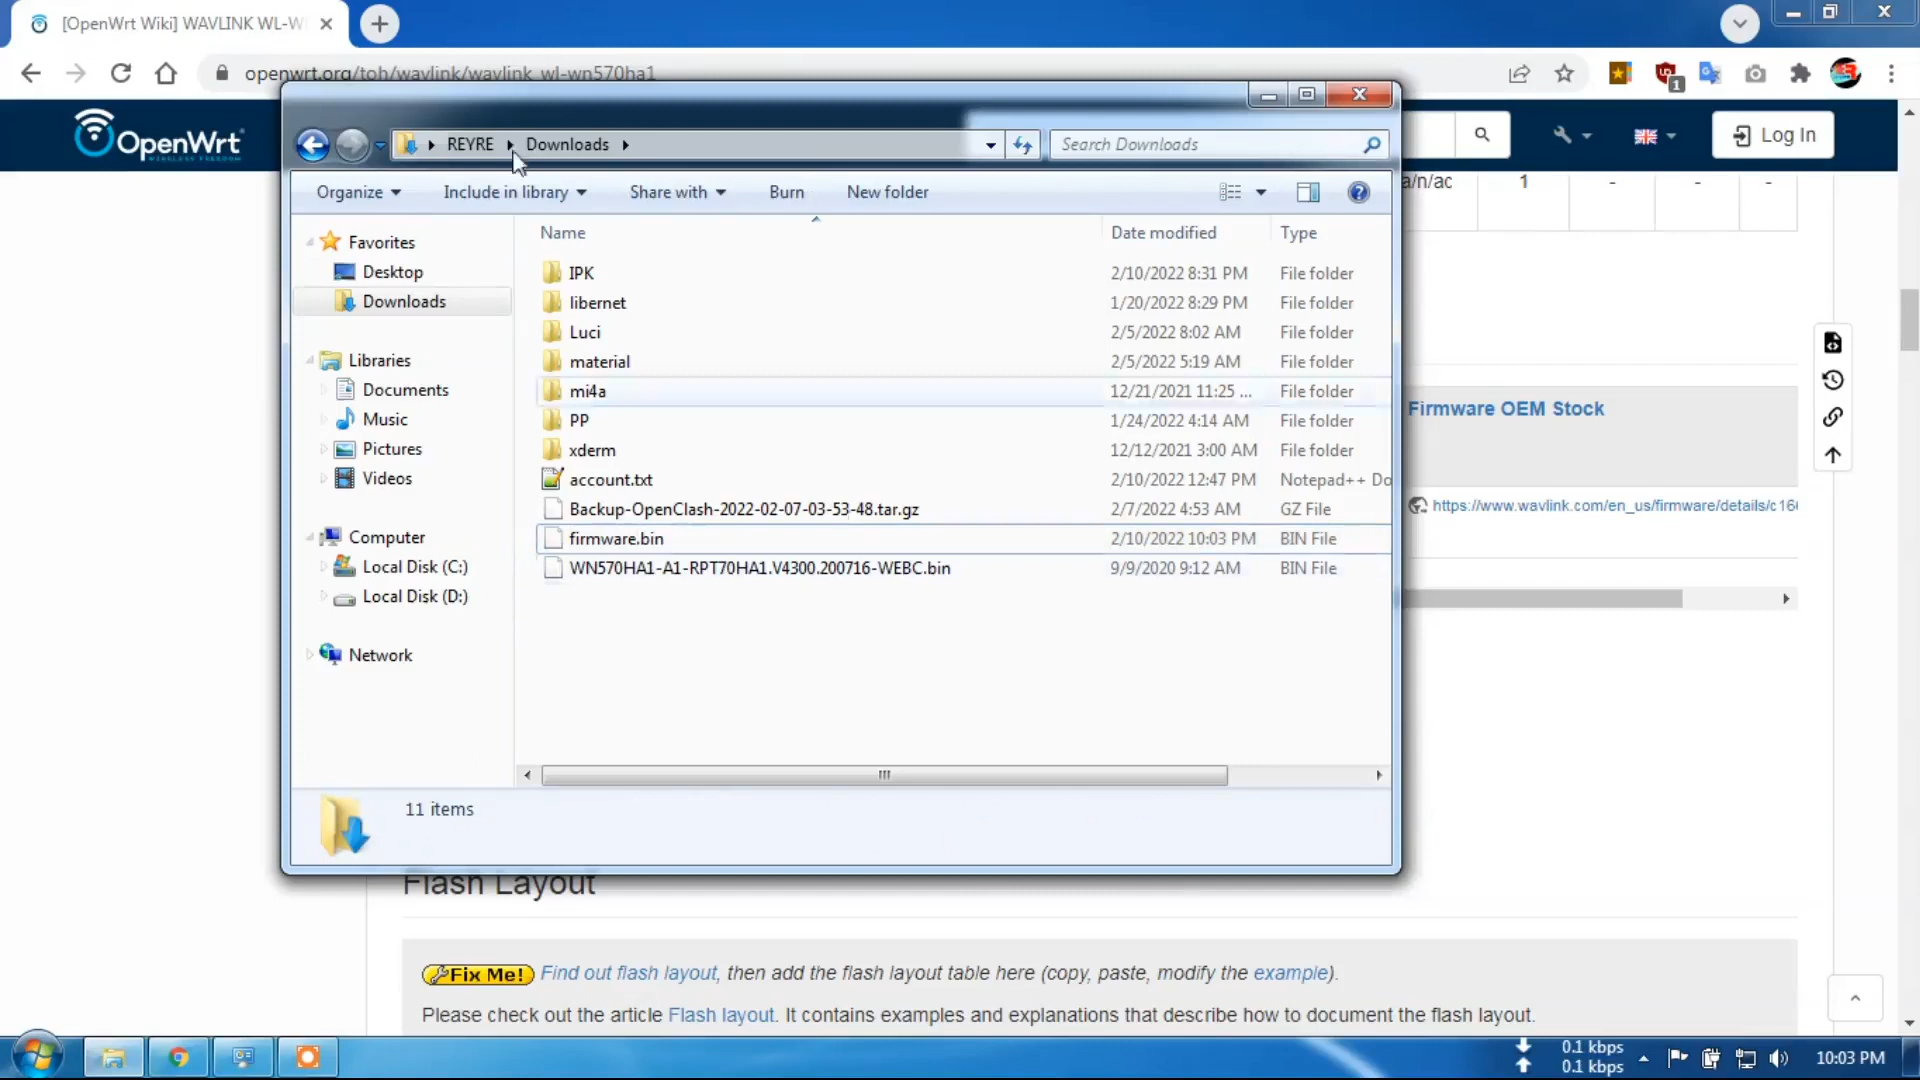 [OpenWrt Wiki] WAVLINK WL-W
openwrt.org/toh/wavlink/wavlink_wl-wn570ha1
1
OpenWrt
WIRELESS FREEDOM
Log In
REYRE Downloads
Search Downloads
Organize Include in library Share with Burn New folder
Favorites
Desktop
Downloads
Libraries
Documents
Music
Pictures
Videos
Computer
Local Disk (C:)
Local Disk (D:)
Network
Name Date modified Type
IPK 2/10/2022 8:31 PM File folder
libernet 1/20/2022 8:29 PM File folder
Luci 2/5/2022 8:02 AM File folder
material 2/5/2022 5:19 AM File folder
mi4a 12/21/2021 11:25 ... File folder
PP 1/24/2022 4:14 AM File folder
xderm 12/12/2021 3:00 AM File folder
account.txt 2/10/2022 12:47 PM Notepad++ Do
Backup-OpenClash-2022-02-07-03-53-48.tar.gz 2/7/2022 4:53 AM GZ File
firmware.bin 2/10/2022 10:03 PM BIN File
WN570HA1-A1-RPT70HA1.V4300.200716-WEBC.bin 9/9/2020 9:12 AM BIN File
11 items
a/n/ac 1 - - -
Firmware OEM Stock
https://www.wavlink.com/en_us/firmware/details/c16
Flash Layout
Fix Me! Find out flash layout, then add the flash layout table here (copy, paste, modify the example).
Please check out the article Flash layout. It contains examples and explanations that describe how to document the flash layout.
0.1 kbps
0.1 kbps
10:03 PM